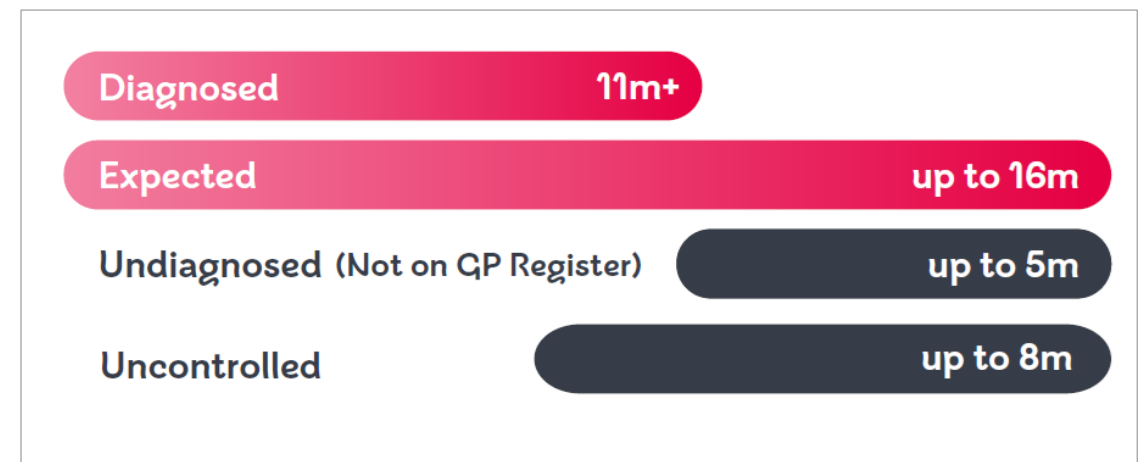 Diagnosed 11m+
Expected up to 16m
Undiagnosed (Not on GP Register) up to 5m
Uncontrolled up to 8m